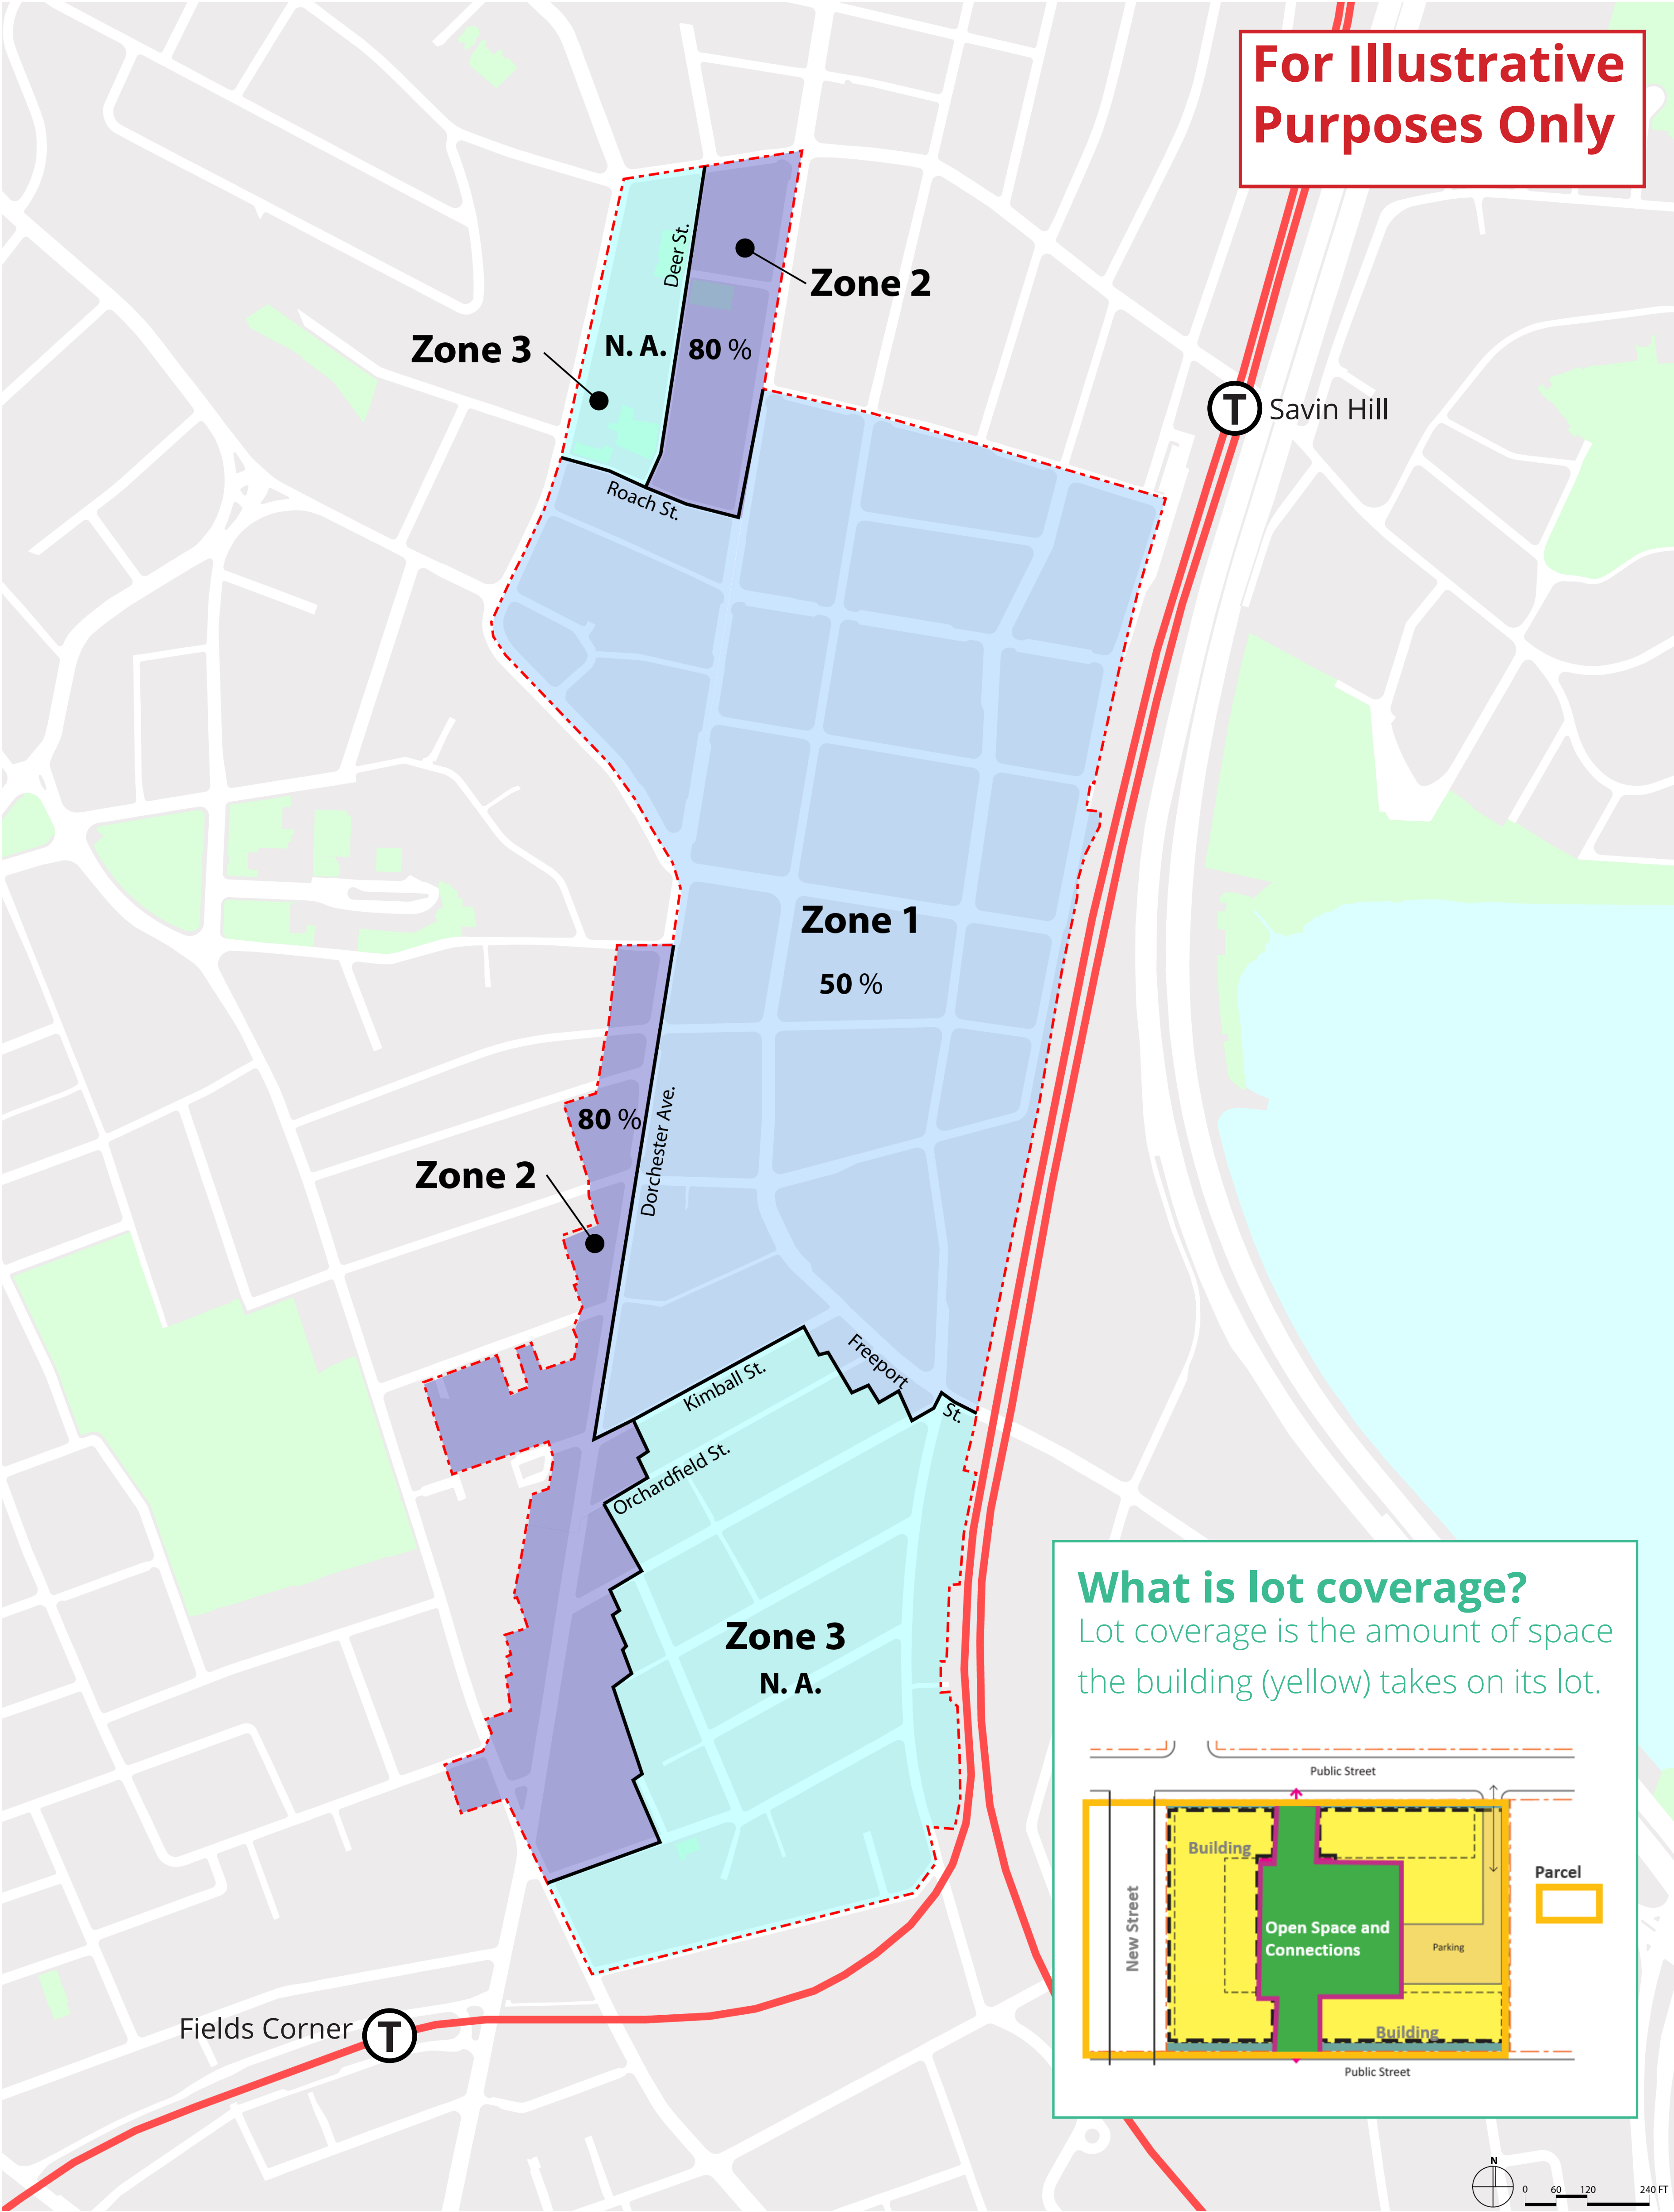 For Illustrative
Purposes Only
Deer St.
Zone 2
Zone 3
N. A.
80 %
T
Savin Hill
Roach St.
Zone 1
50 %
80 %
Dorchester Ave.
Zone 2
Freeport
St.
Kimball St.
Orchardfield St.
Zone 3
N. A.
What is lot coverage?
Lot coverage is the amount of space
the building (yellow) takes on its lot.
Public Street
Building
Parcel
New Street
Open Space and
Connections
Parking
Building
Public Street
Fields Corner
T
N
0 60 120 240 FT